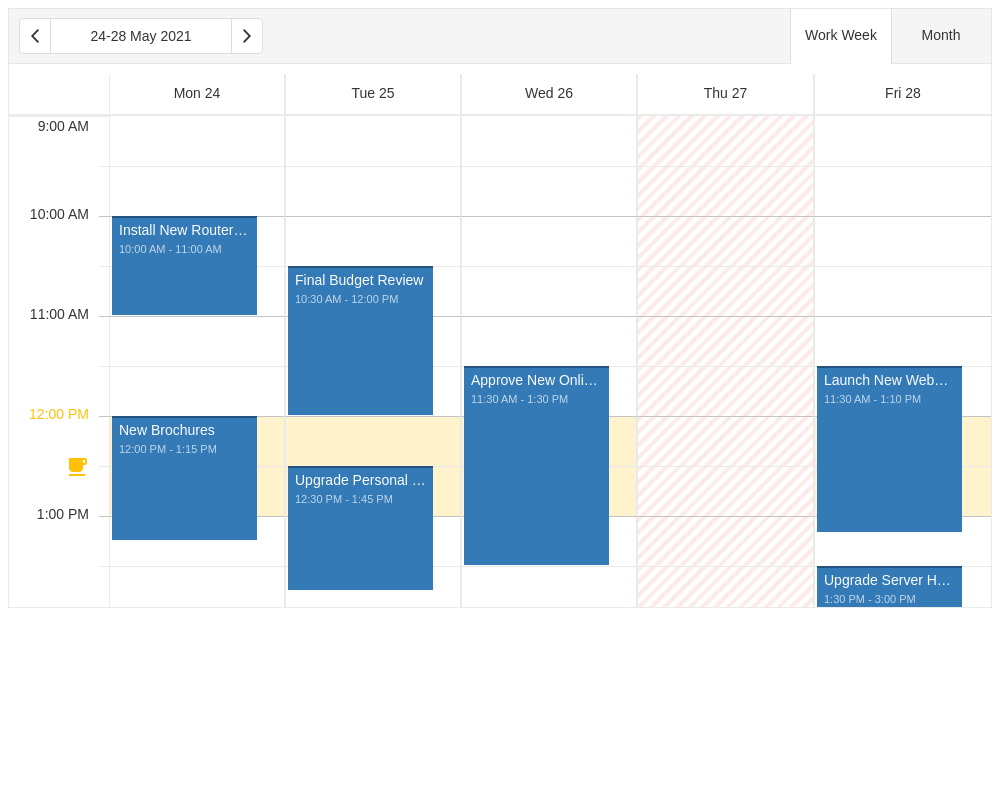 24-28 May 2021
Work Week
Month
Mon 24
Tue 25
Wed 26
Thu 27
Fri 28
9:00 AM
10:00 AM
Install New Router…
10:00 AM - 11:00 AM
Final Budget Review
10:30 AM - 12:00 PM
11:00 AM
Approve New Onli…
11:30 AM - 1:30 PM
Launch New Web…
11:30 AM - 1:10 PM
12:00 PM
New Brochures
12:00 PM - 1:15 PM
Upgrade Personal …
12:30 PM - 1:45 PM
1:00 PM
Upgrade Server H…
1:30 PM - 3:00 PM